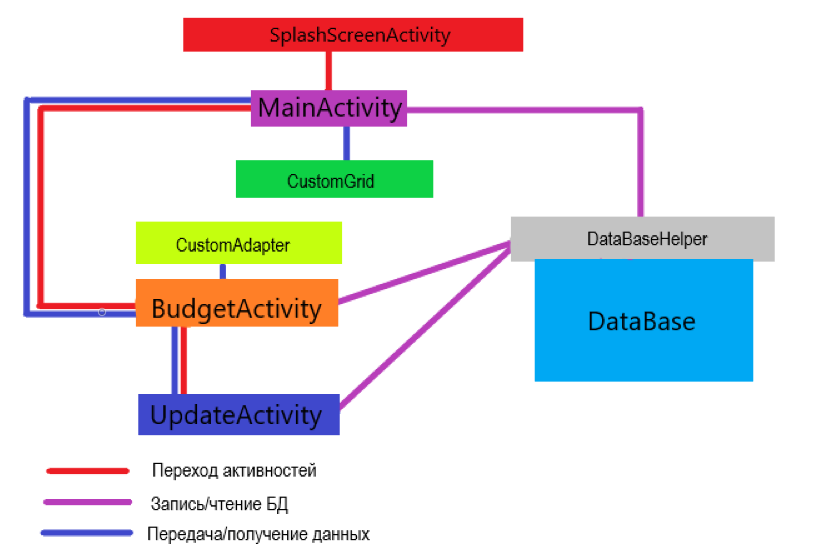 SplashScreenActivity
MainActivity
CustomGrid
CustomAdapter
DataBaseHelper
BudgetActivity
DataBase
UpdateActivity
Переход активностей
Запись/чтение БД
Передача/получение данных